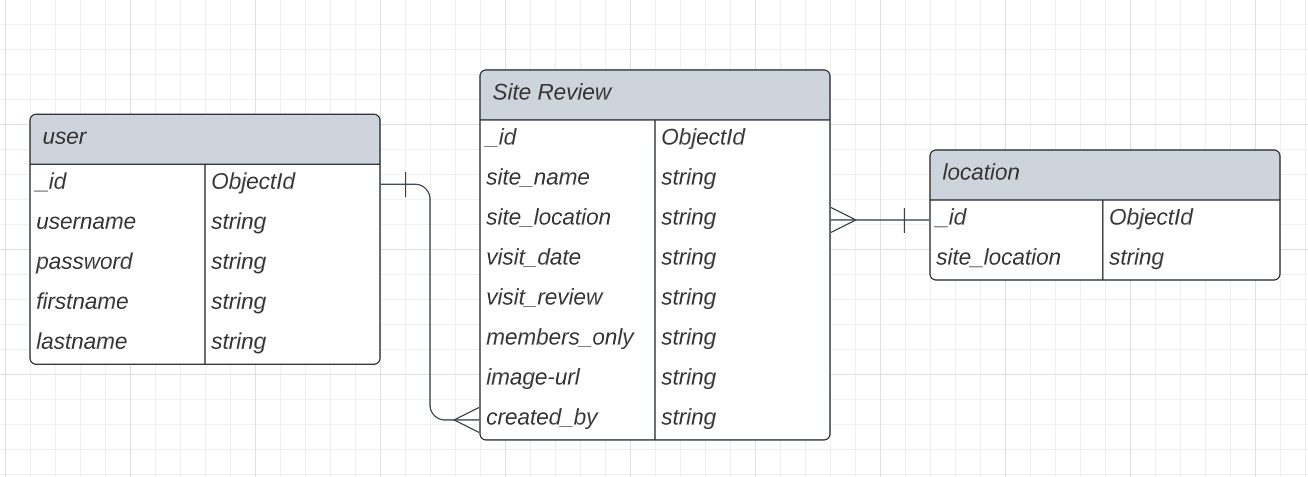 user
_id ObjectId
username string
password string
firstname string
lastname string
Site Review
_id ObjectId
site_name string
site_location string
visit_date string
visit_review string
members_only string
image-url string
created_by string
location
_id ObjectId
site_location string